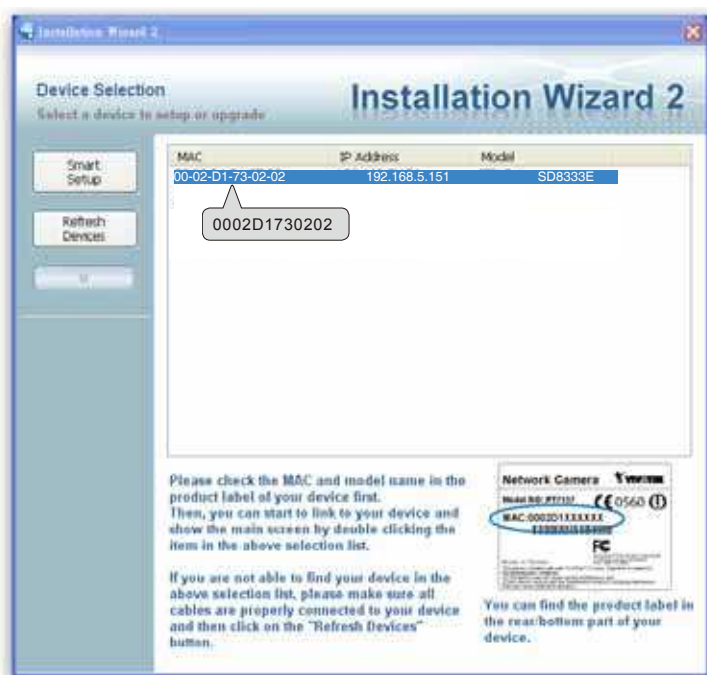 Installation Wizard 2
Device Selection
Select a device to setup or upgrade
Installation Wizard 2
Smart
Setup
Refresh
Devices
MAC IP Address Model
00-02-D1-73-02-02 192.168.5.151 SD8333E
0002D1730202
Please check the MAC and model name in the
product label of your device first.
Then, you can start to link to your device and
show the main screen by double clicking the
item in the above selection list.
If you are not able to find your device in the
above selection list, please make sure all
cables are properly connected to your device
and then click on the "Refresh Devices"
button.
Network Camera
MAC:0002D1XXXXXX
0560
FC
You can find the product label in
the rear/bottom part of your
device.